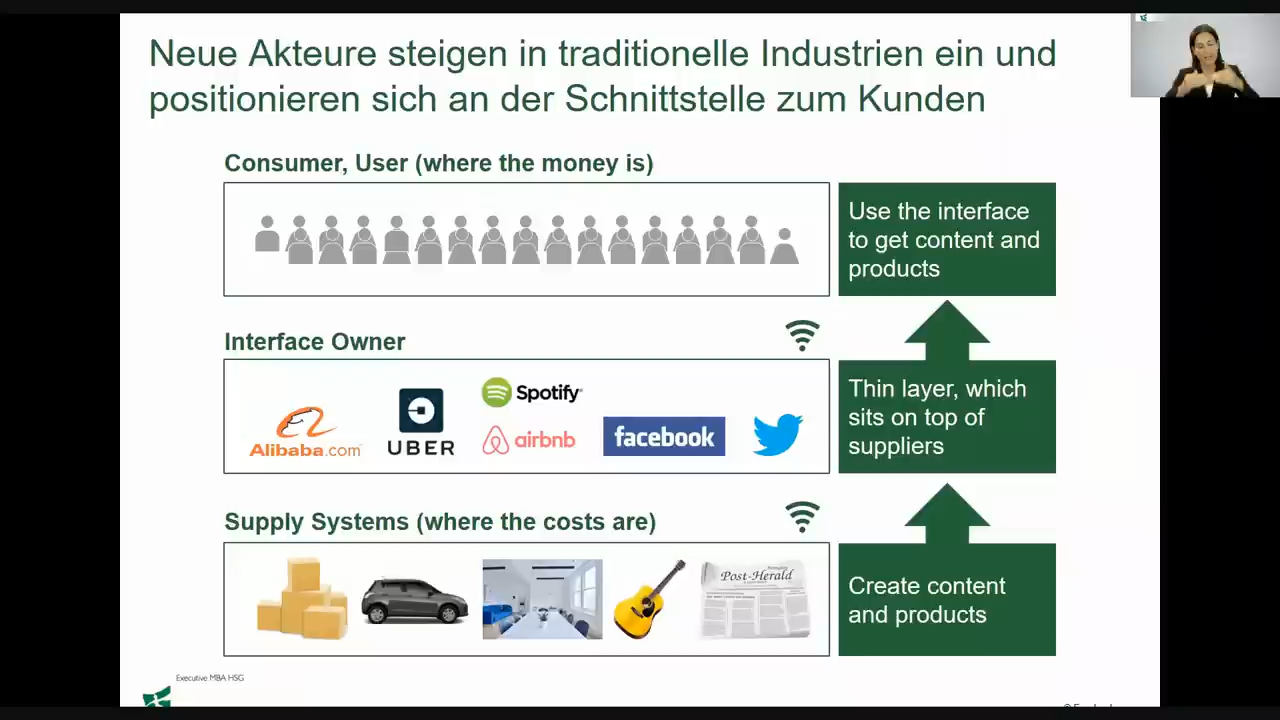 Neue Akteure steigen in traditionelle Industrien ein und
positionieren sich an der Schnittstelle zum Kunden
Consumer, User (where the money is)
Use the interface
to get content and
products
Interface Owner
Alibaba.com
UBER
Spotify
airbnb
facebook
Thin layer, which
sits on top of
suppliers
Supply Systems (where the costs are)
Post-Herald
Create content
and products
Executive MBA HSG